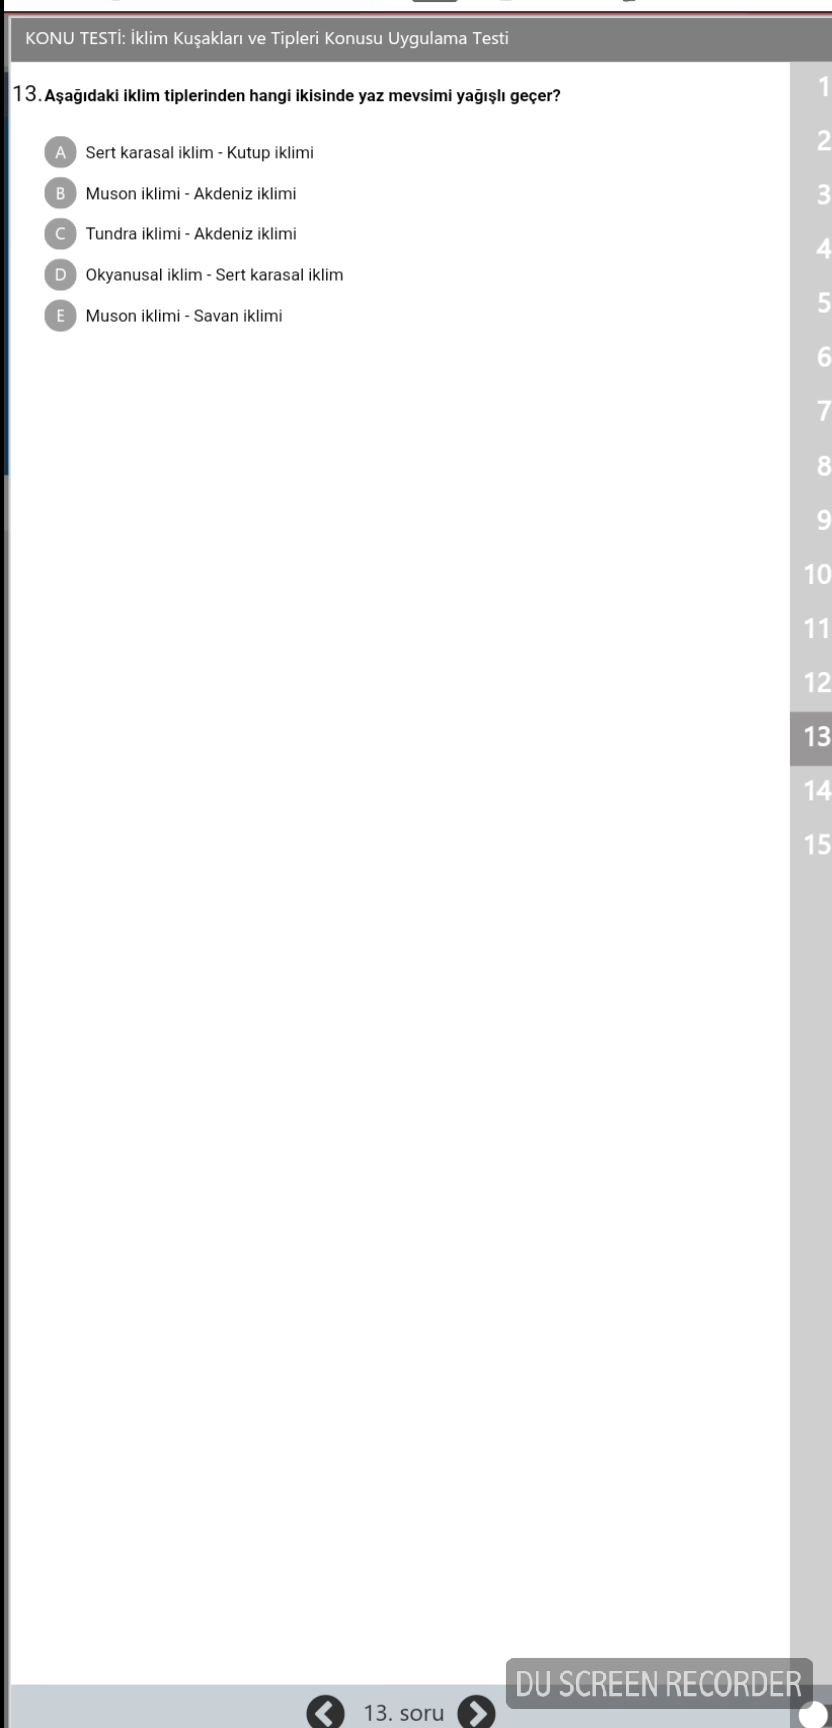 KONU TESTİ: İklim Kuşakları ve Tipleri Konusu Uygulama Testi
13. Aşağıdaki iklim tiplerinden hangi ikisinde yaz mevsimi yağışlı geçer?
A Sert karasal iklim - Kutup iklimi
B Muson iklimi - Akdeniz iklimi
C Tundra iklimi - Akdeniz iklimi
D Okyanusal iklim - Sert karasal iklim
E Muson iklimi - Savan iklimi
1
2
3
4
5
6
7
8
9
10
11
12
13
14
15
DU SCREEN RECORDER
13. soru